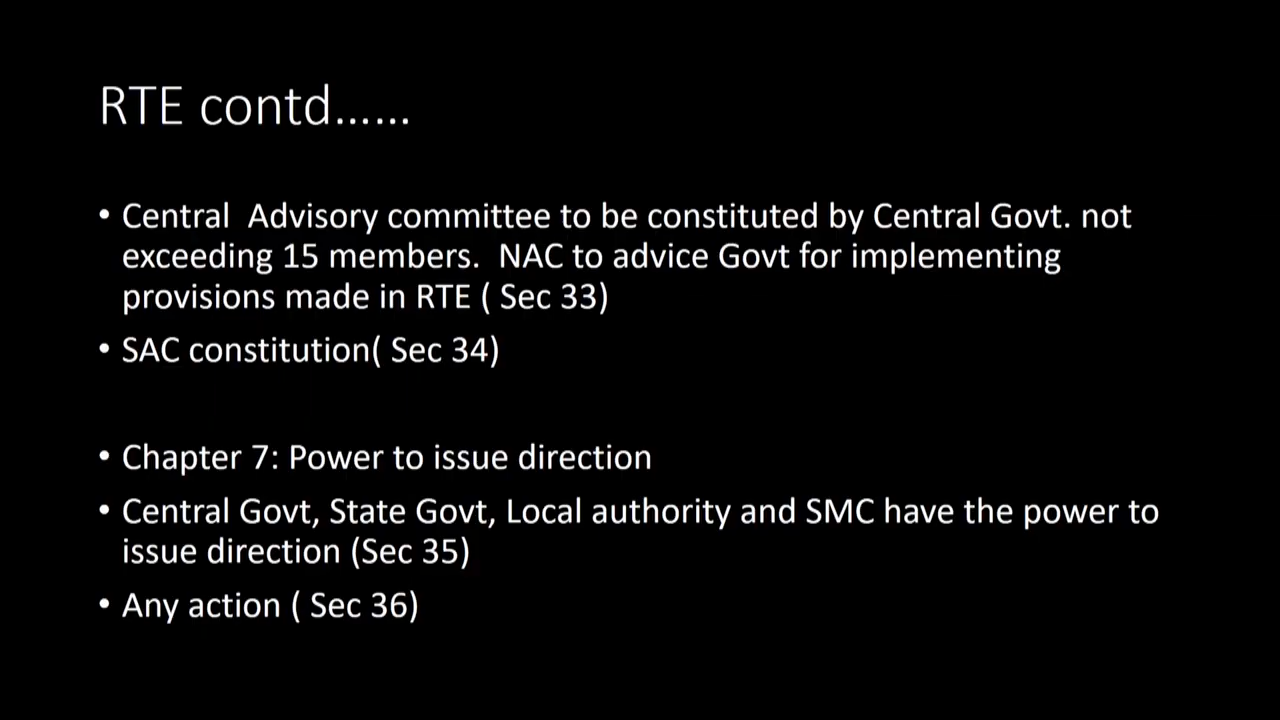 RTE contd……
• Central  Advisory committee to be constituted by Central Govt. not
exceeding 15 members.  NAC to advice Govt for implementing
provisions made in RTE ( Sec 33)
• SAC constitution( Sec 34)
• Chapter 7: Power to issue direction
• Central Govt, State Govt, Local authority and SMC have the power to
issue direction (Sec 35)
• Any action ( Sec 36)